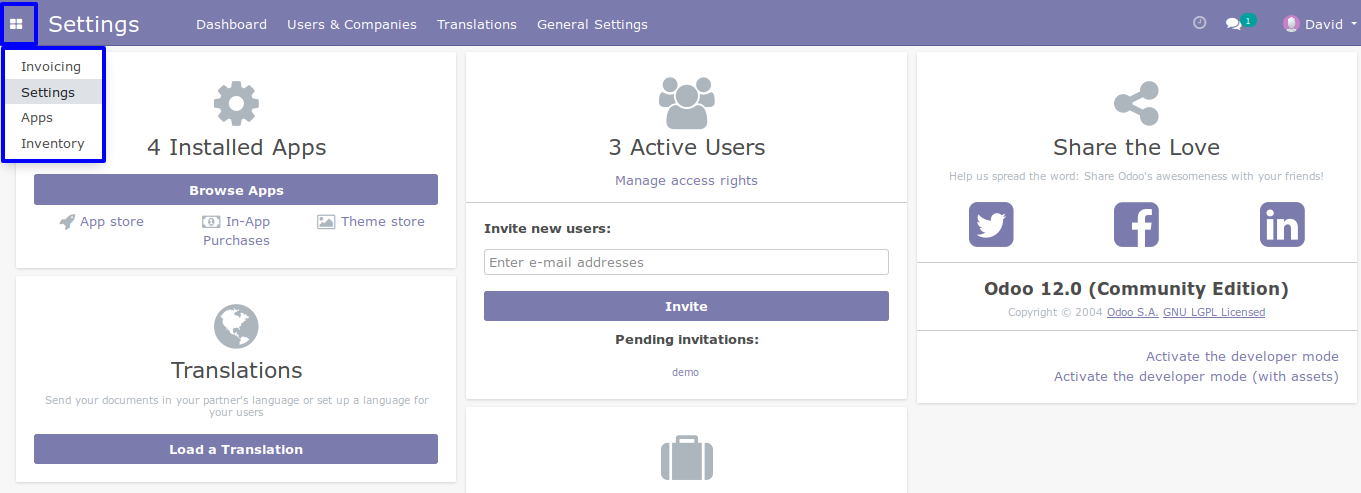 Settings
Dashboard
Users & Companies
Translations
General Settings
1
David
Invoicing
Settings
Apps
Inventory
4 Installed Apps
Browse Apps
App store
In-App
Purchases
Theme store
Translations
Send your documents in your partner's language or set up a language for
your users
Load a Translation
3 Active Users
Manage access rights
Invite new users:
Enter e-mail addresses
Invite
Pending invitations:
demo
Share the Love
Help us spread the word: Share Odoo's awesomeness with your friends!
Odoo 12.0 (Community Edition)
Copyright © 2004 Odoo S.A. GNU LGPL Licensed
Activate the developer mode
Activate the developer mode (with assets)